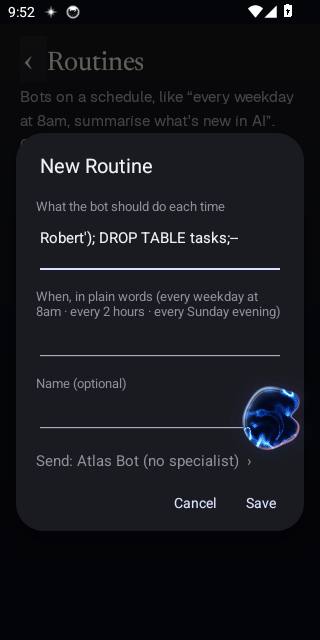 9:52
‹ Routines
Bots on a schedule, like “every weekday
at 8am, summarise what's new in AI”.
New Routine
What the bot should do each time
Robert'); DROP TABLE tasks;--
When, in plain words (every weekday at
8am · every 2 hours · every Sunday evening)
Name (optional)
Send: Atlas Bot (no specialist) ›
Cancel Save